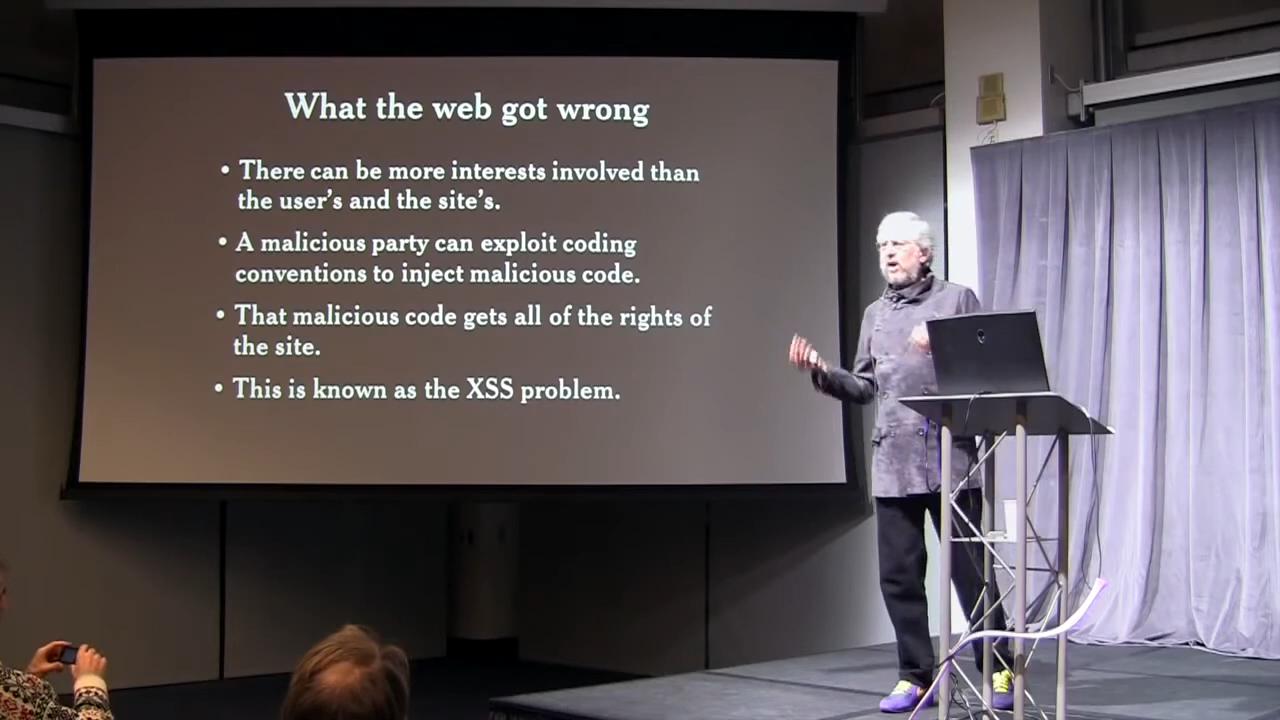 What the web got wrong
• There can be more interests involved than
the user's and the site's.
• A malicious party can exploit coding
conventions to inject malicious code.
• That malicious code gets all of the rights of
the site.
• This is known as the XSS problem.